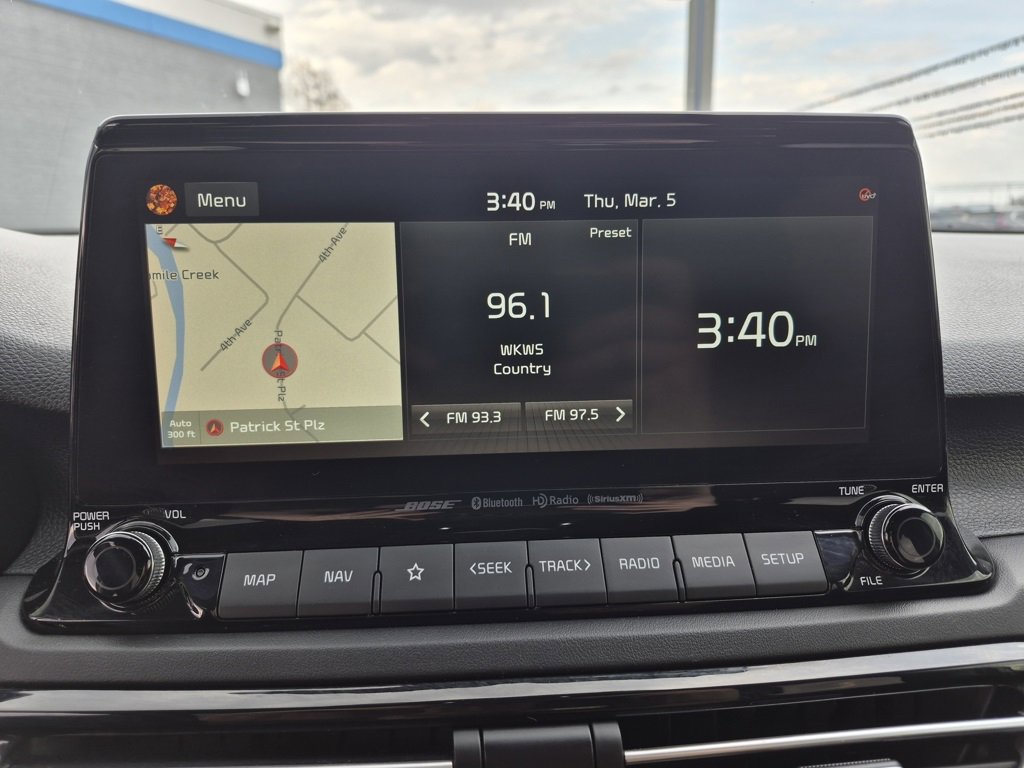 Menu
3:40 PM
Thu, Mar. 5
E
mile Creek
4th Ave
4th Ave
Patrick St Plz
Auto
300 ft
Patrick St Plz
FM
Preset
96.1
WKWS
Country
FM 93.3
FM 97.5
3:40 PM
BOSE
Bluetooth
HD Radio
((SiriusXM))
POWER
PUSH
VOL
TUNE
ENTER
MAP
NAV
<SEEK
TRACK>
RADIO
MEDIA
SETUP
FILE